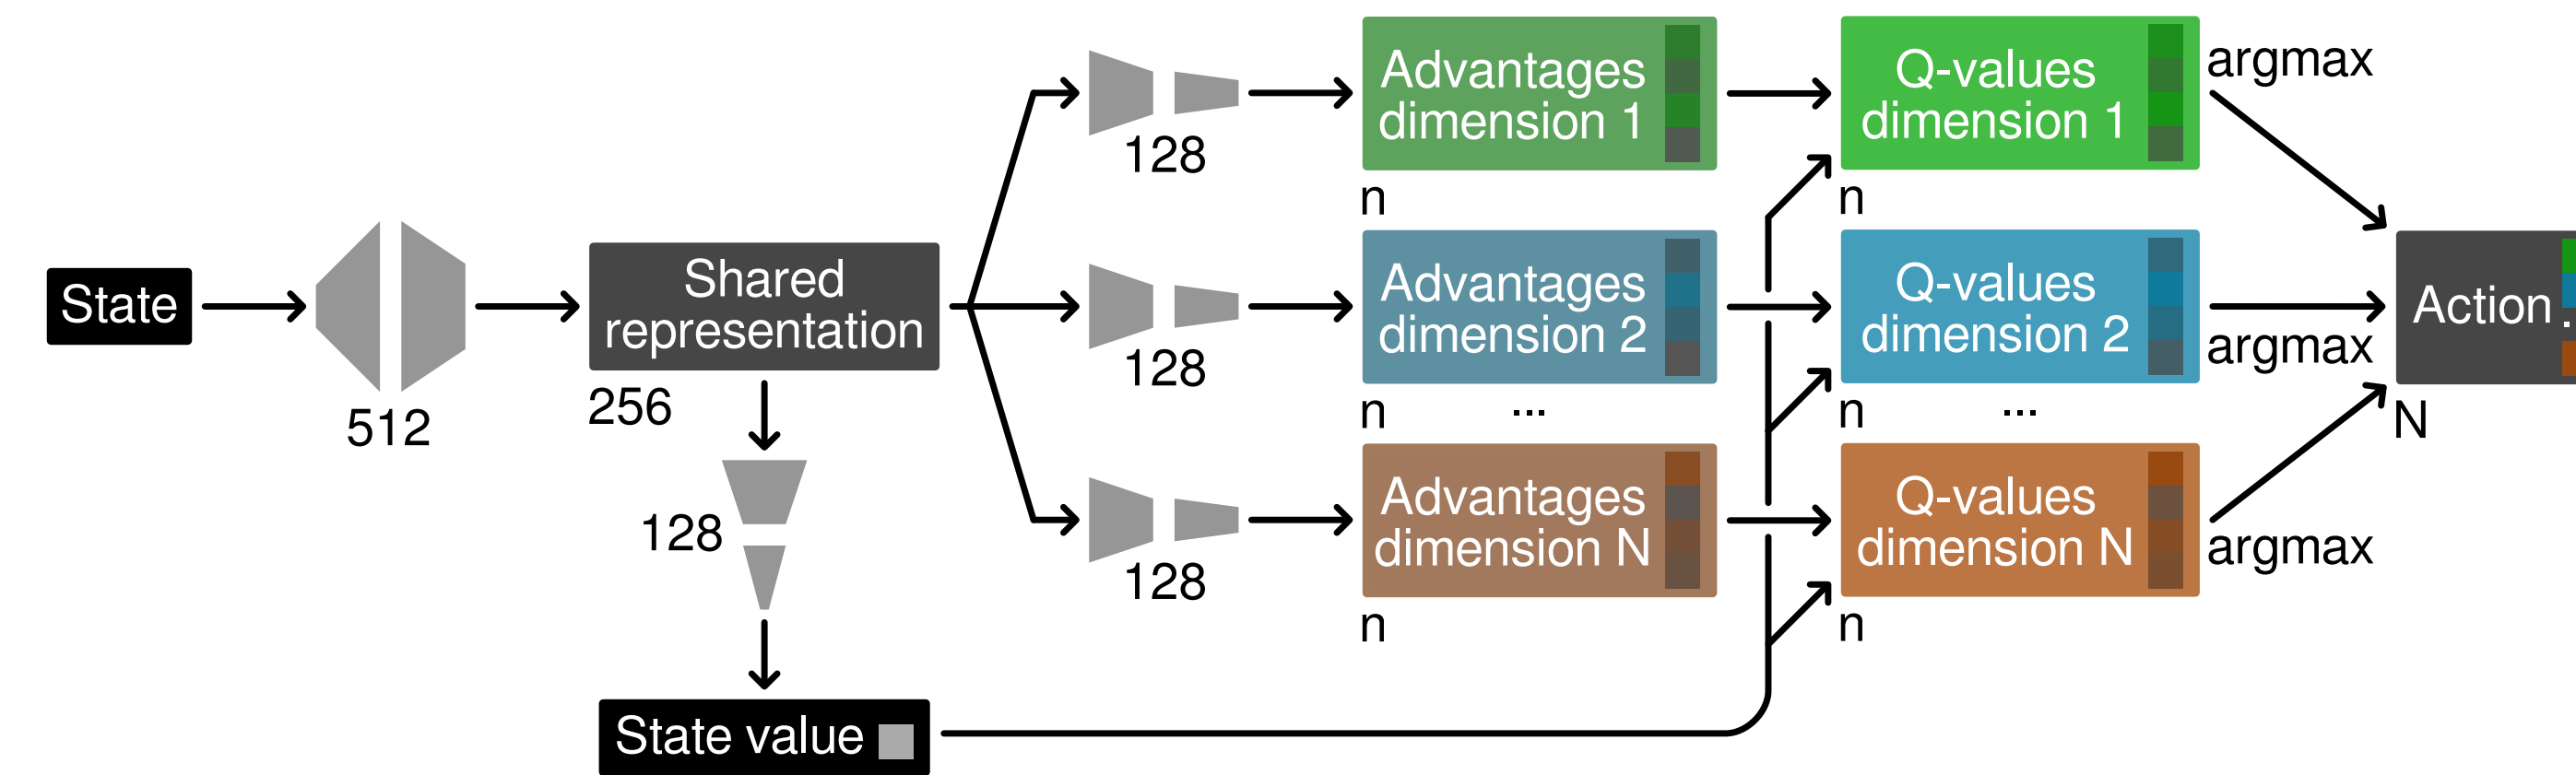 State
512
Shared
representation
256
128
State value
128
Advantages
dimension 1
n
Q-values
dimension 1
n
argmax
128
Advantages
dimension 2
n
...
Q-values
dimension 2
n
...
argmax
128
Advantages
dimension N
n
Q-values
dimension N
n
argmax
Action
N